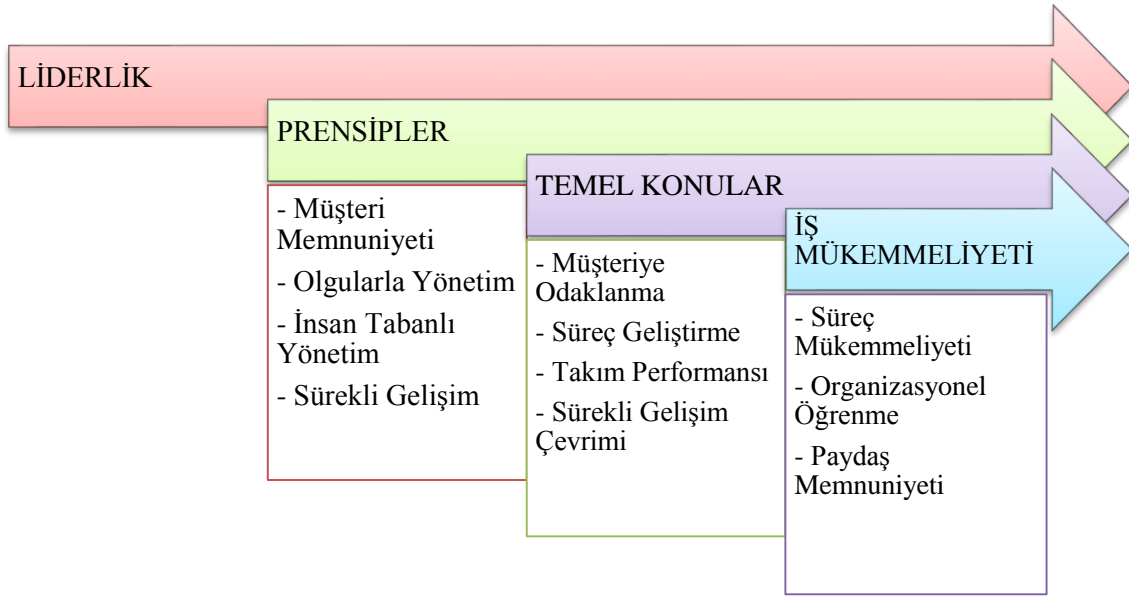 LİDERLİK
PRENSİPLER
- Müşteri
Memnuniyeti
- Olgularla Yönetim
- İnsan Tabanlı
Yönetim
- Sürekli Gelişim
TEMEL KONULAR
- Müşteriye
Odaklanma
- Süreç Geliştirme
- Takım Performansı
- Sürekli Gelişim
Çevrimi
İŞ
MÜKEMMELİYETİ
- Süreç
Mükemmeliyeti
- Organizasyonel
Öğrenme
- Paydaş
Memnuniyeti